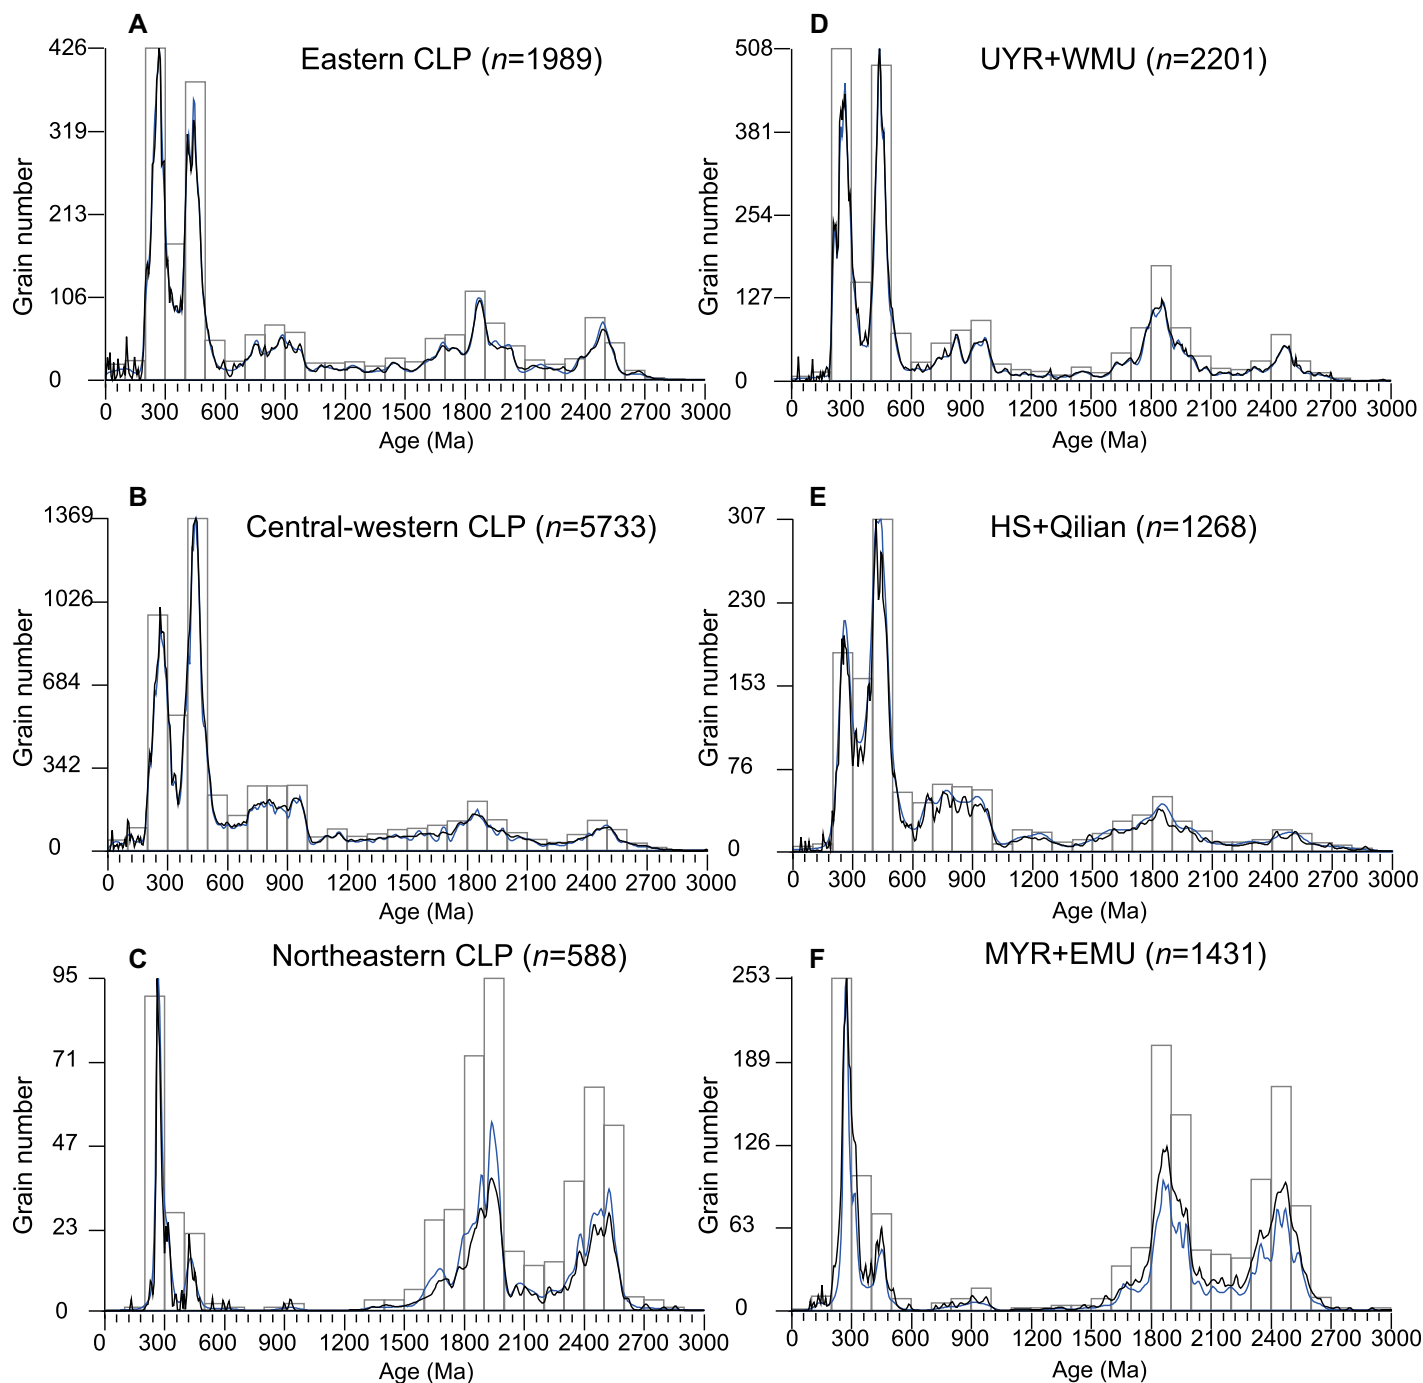 A
Eastern CLP (n=1989)
426
319
213
106
0
Grain number
0 300 600 900 1200 1500 1800 2100 2400 2700 3000
Age (Ma)
D
UYR+WMU (n=2201)
508
381
254
127
0
Grain number
0 300 600 900 1200 1500 1800 2100 2400 2700 3000
Age (Ma)
B
Central-western CLP (n=5733)
1369
1026
684
342
0
Grain number
0 300 600 900 1200 1500 1800 2100 2400 2700 3000
Age (Ma)
E
HS+Qilian (n=1268)
307
230
153
76
0
Grain number
0 300 600 900 1200 1500 1800 2100 2400 2700 3000
Age (Ma)
C
Northeastern CLP (n=588)
95
71
47
23
0
Grain number
0 300 600 900 1200 1500 1800 2100 2400 2700 3000
Age (Ma)
F
MYR+EMU (n=1431)
253
189
126
63
0
Grain number
0 300 600 900 1200 1500 1800 2100 2400 2700 3000
Age (Ma)